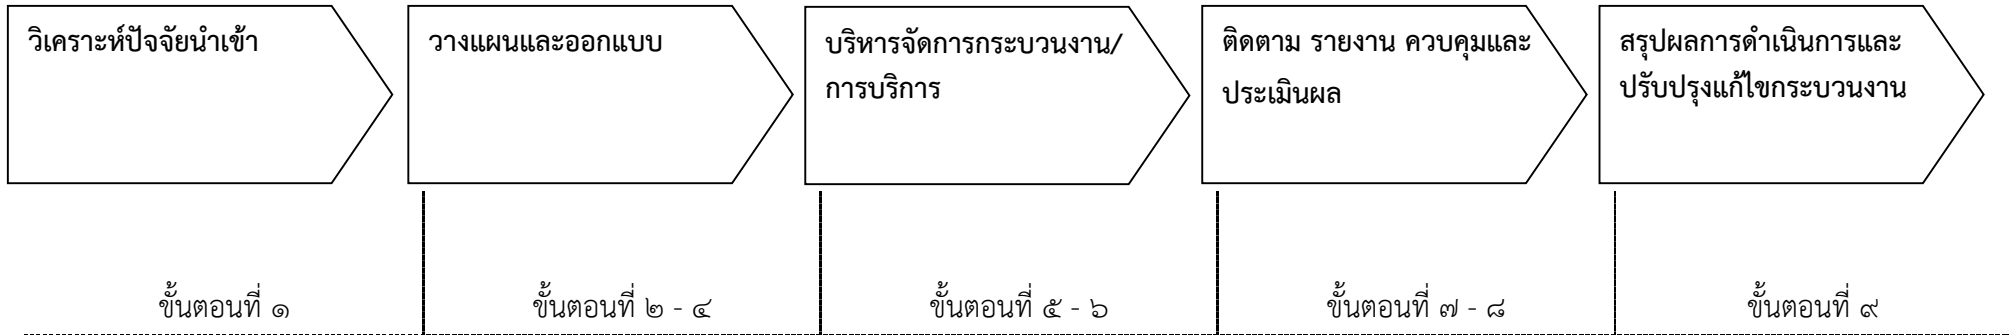 วิเคราะห์ปัจจัยนำเข้า
วางแผนและออกแบบ
บริหารจัดการกระบวนงาน/
การบริการ
ติดตาม รายงาน ควบคุมและ
ประเมินผล
สรุปผลการดำเนินการและ
ปรับปรุงแก้ไขกระบวนงาน
ขั้นตอนที่ ๑
ขั้นตอนที่ ๒ - ๔
ขั้นตอนที่ ๕ - ๖
ขั้นตอนที่ ๗ - ๘
ขั้นตอนที่ ๙